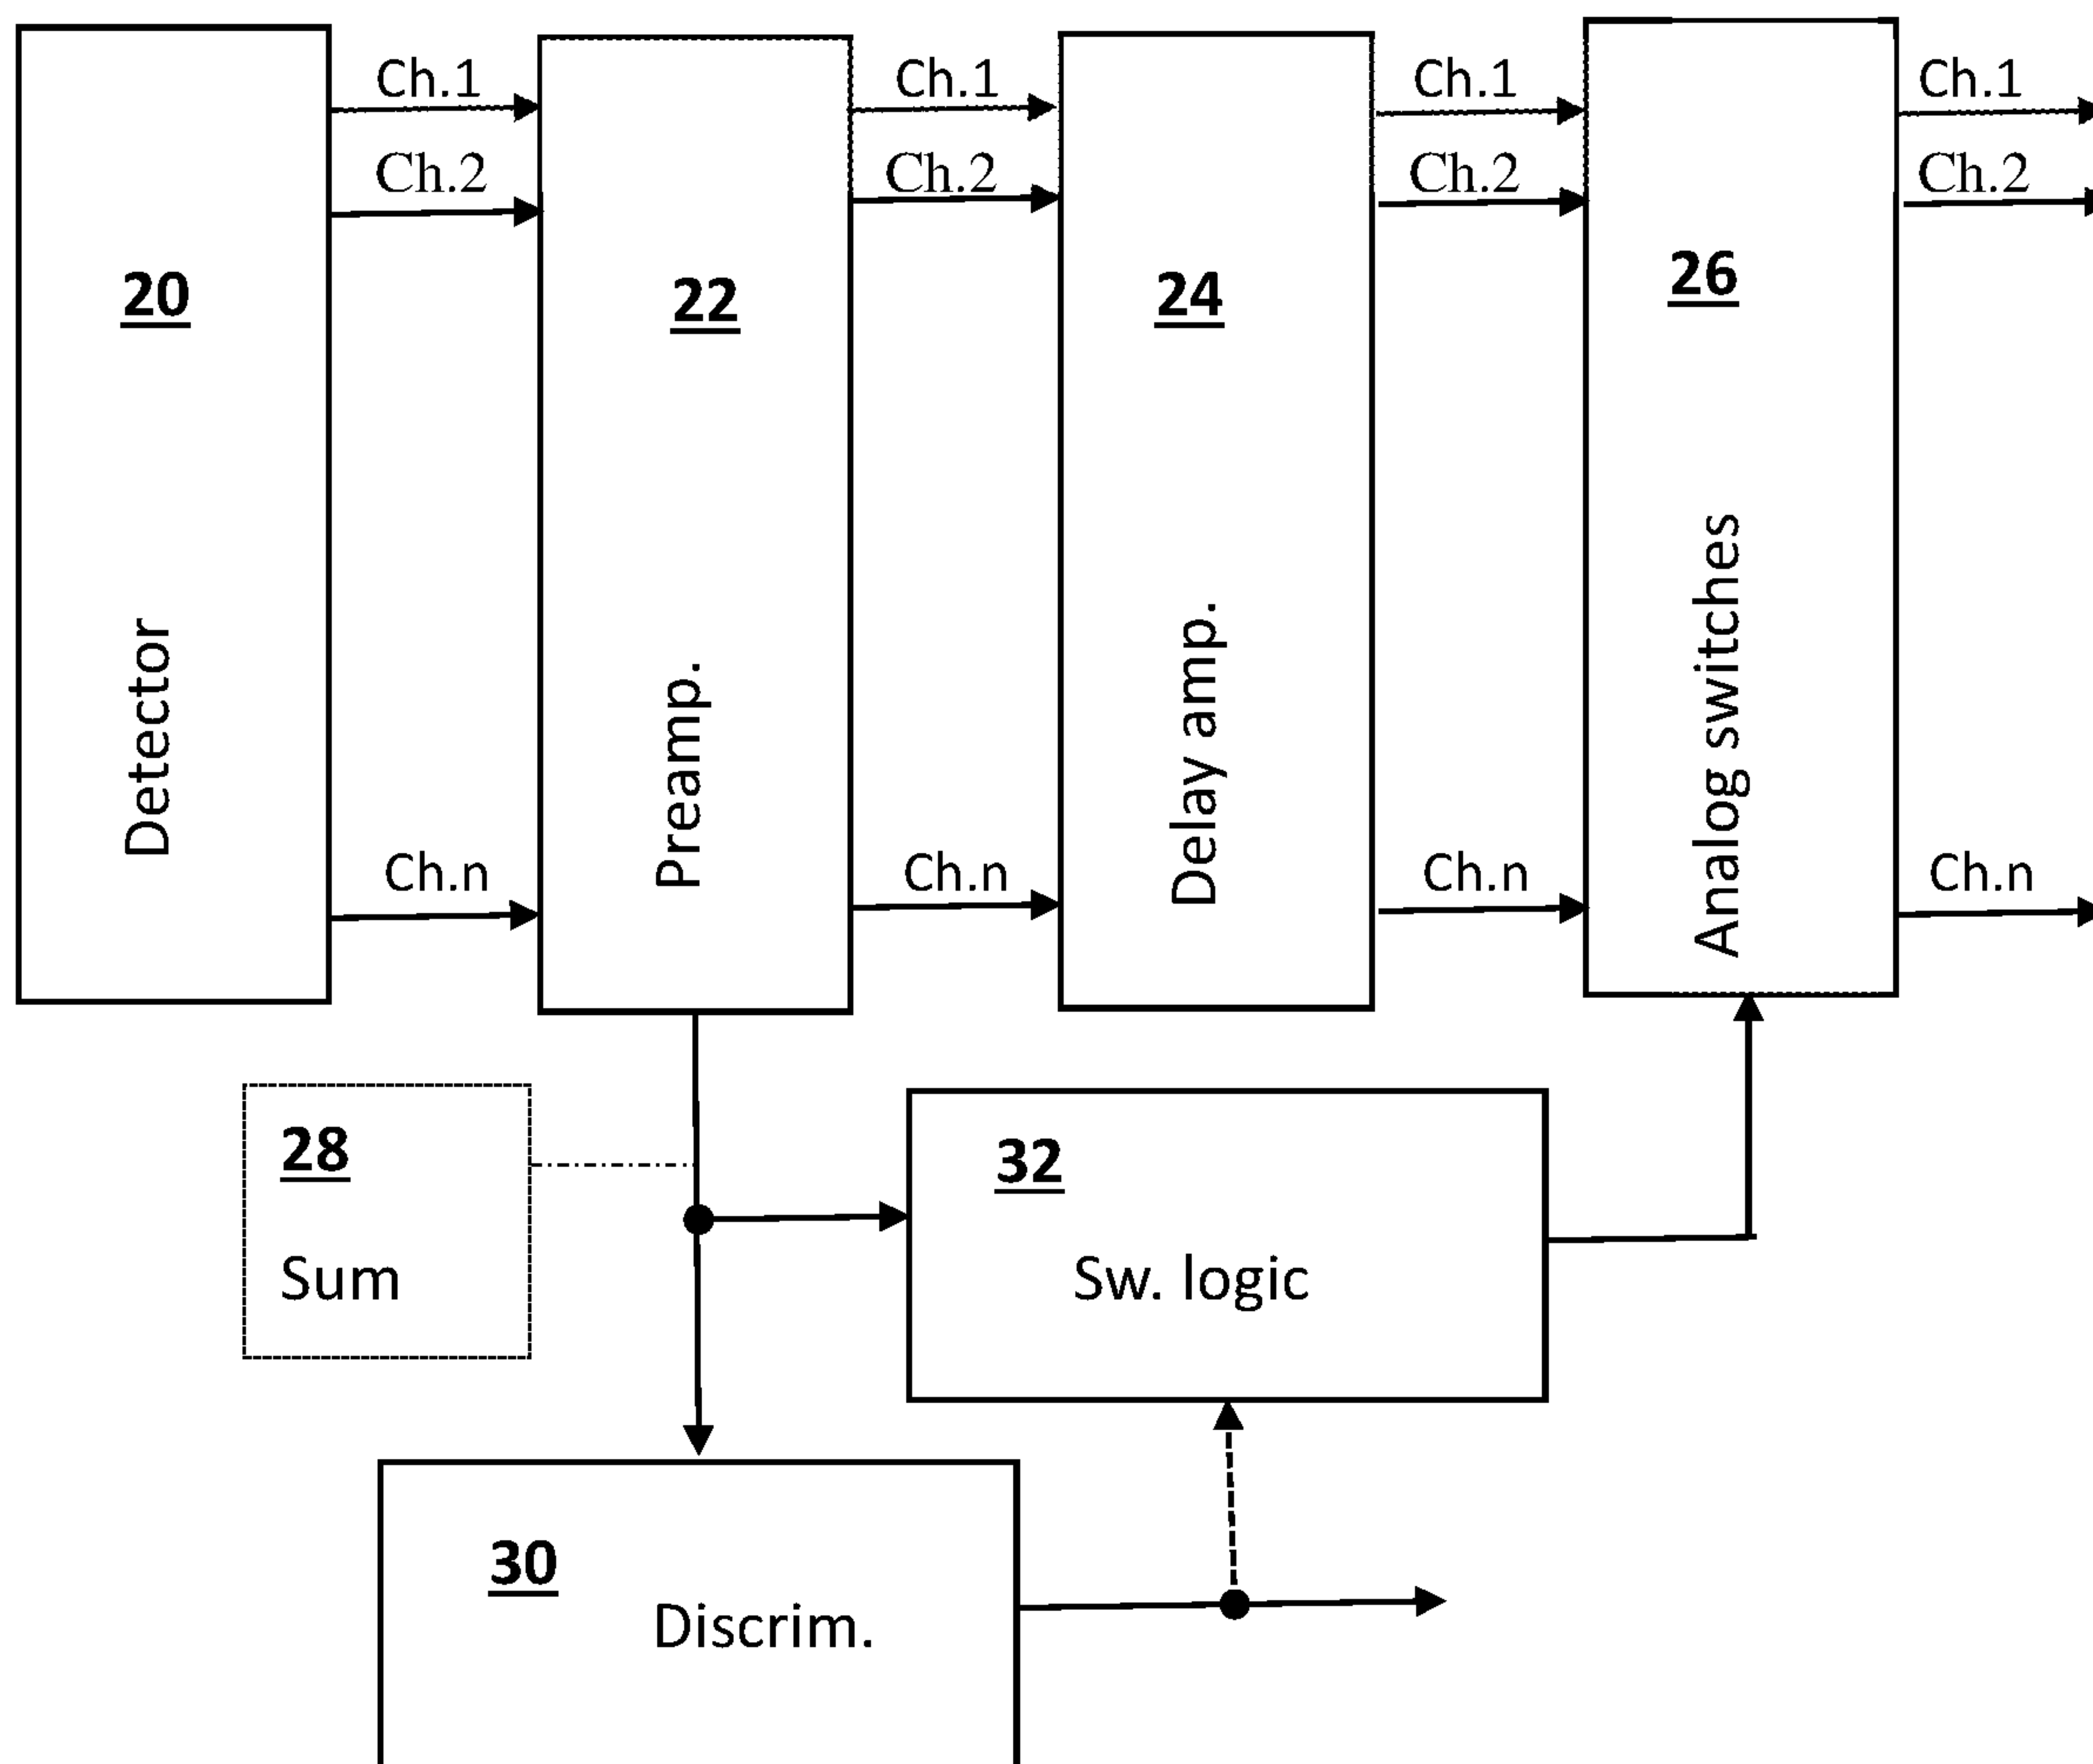 Ch.1
Ch.1
Ch.1
Ch.1
Ch.2
Ch.2
Ch.2
Ch.2
20
22
24
26
Detector
Preamp.
Delay amp.
Analog switches
Ch.n
Ch.n
Ch.n
Ch.n
28
Sum
32
Sw. logic
30
Discrim.